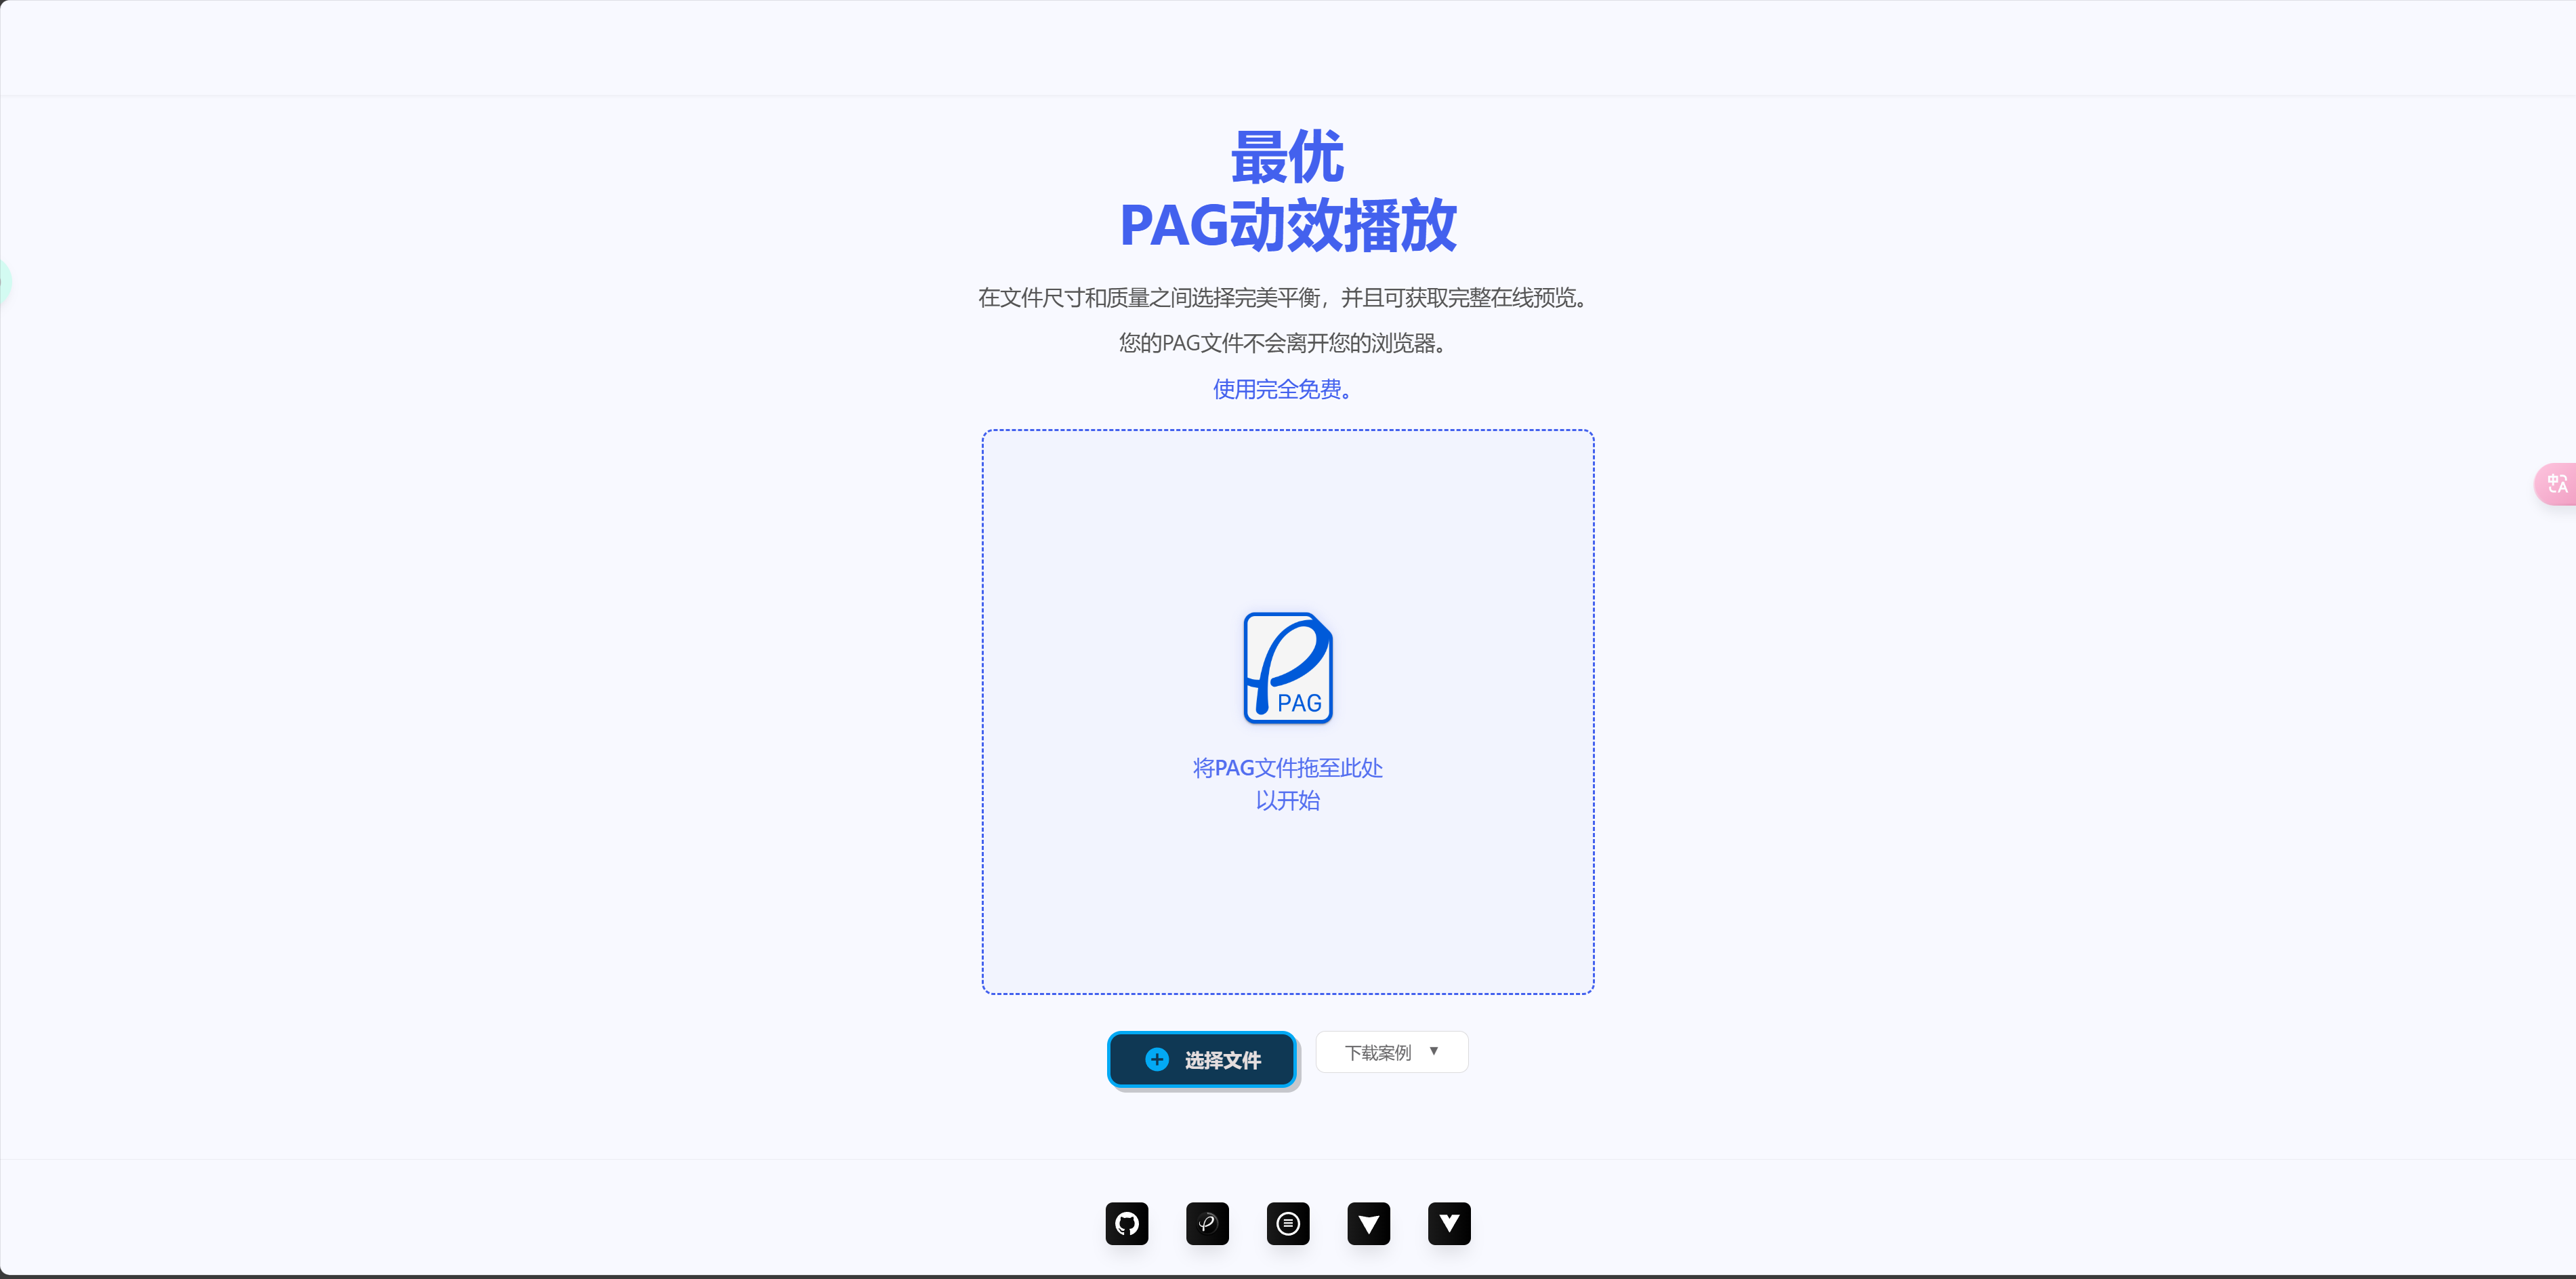 最优
PAG动效播放
在文件尺寸和质量之间选择完美平衡，并且可获取完整在线预览。
您的PAG文件不会离开您的浏览器。
使用完全免费。
PAG
将PAG文件拖至此处
以开始
选择文件
下载案例 ▼
中A